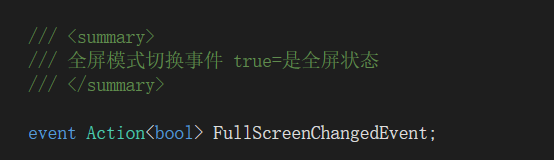 /// <summary>
/// 全屏模式切换事件 true=是全屏状态
/// </summary>
event Action<bool> FullScreenChangedEvent;